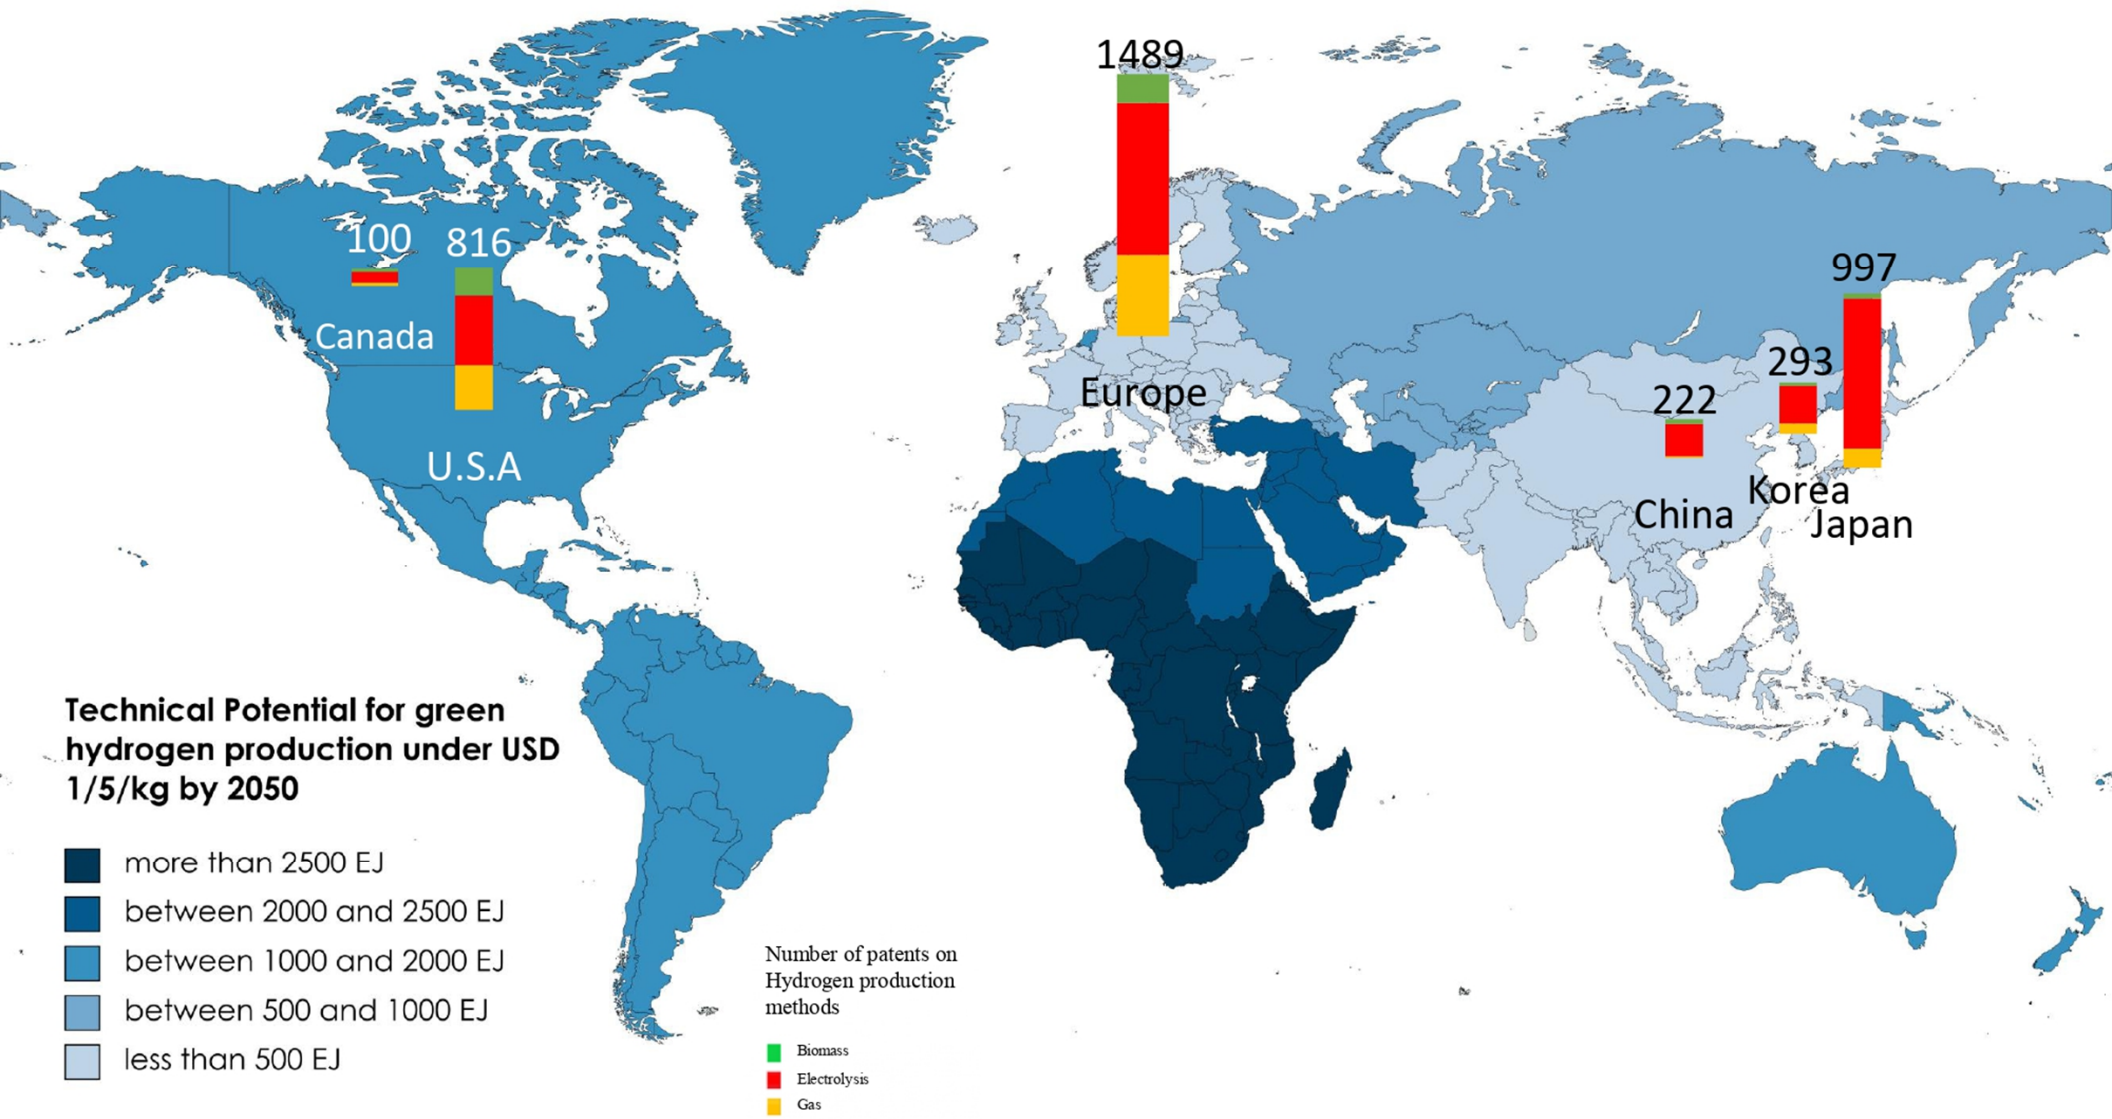 1489
100
816
997
Canada
293
222
Europe
U.S.A
Korea
China
Japan
Technical Potential for green
hydrogen production under USD
1/5/kg by 2050
more than 2500 EJ
between 2000 and 2500 EJ
between 1000 and 2000 EJ
between 500 and 1000 EJ
less than 500 EJ
Number of patents on
Hydrogen production
methods
Biomass
Electrolysis
Gas